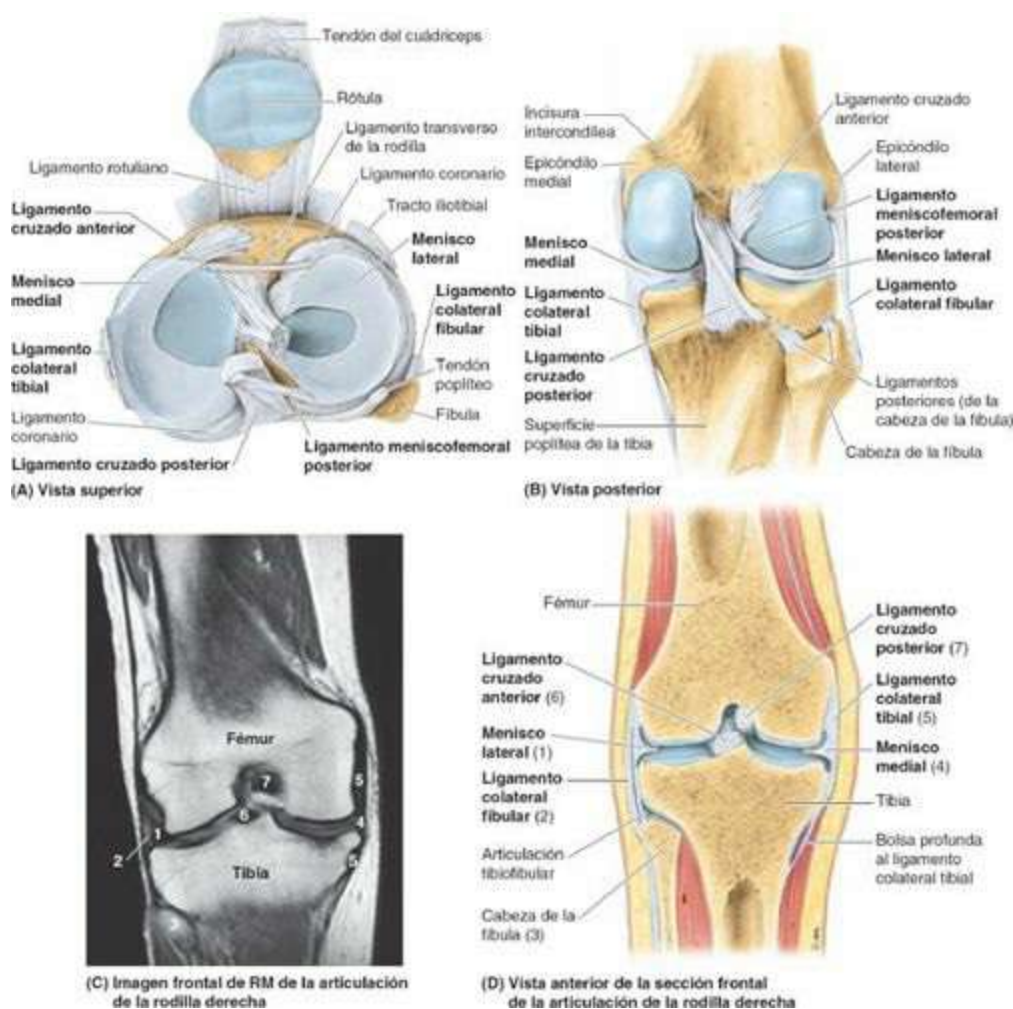 Tendón del cuádriceps
Rótula
Ligamento transverso
de la rodilla
Ligamento rotuliano
Ligamento coronario
Ligamento
cruzado anterior
Tracto iliotibial
Menisco
lateral
Menisco
medial
Ligamento
colateral
fibular
Ligamento
colateral
tibial
Tendón
poplíteo
Ligamento
coronario
Fíbula
Ligamento cruzado posterior
Ligamento meniscofemoral
posterior
(A) Vista superior
Incisura
intercondílea
Ligamento cruzado
anterior
Epicóndilo
medial
Epicóndilo
lateral
Ligamento
meniscofemoral
posterior
Menisco
medial
Menisco lateral
Ligamento
colateral
tibial
Ligamento
colateral fibular
Ligamento
cruzado
posterior
Ligamentos
posteriores (de la
cabeza de la fíbula)
Superficie
poplítea de la tibia
Cabeza de la fíbula
(B) Vista posterior
Fémur
7
5
6
4
1
2
5
Tibia
(C) Imagen frontal de RM de la articulación
de la rodilla derecha
Fémur
Ligamento
cruzado
posterior (7)
Ligamento
cruzado
anterior (6)
Ligamento
colateral
tibial (5)
Menisco
lateral (1)
Menisco
medial (4)
Ligamento
colateral
fibular (2)
Tibia
Articulación
tibiofibular
Bolsa profunda
al ligamento
colateral tibial
Cabeza de la
fíbula (3)
(D) Vista anterior de la sección frontal
de la articulación de la rodilla derecha